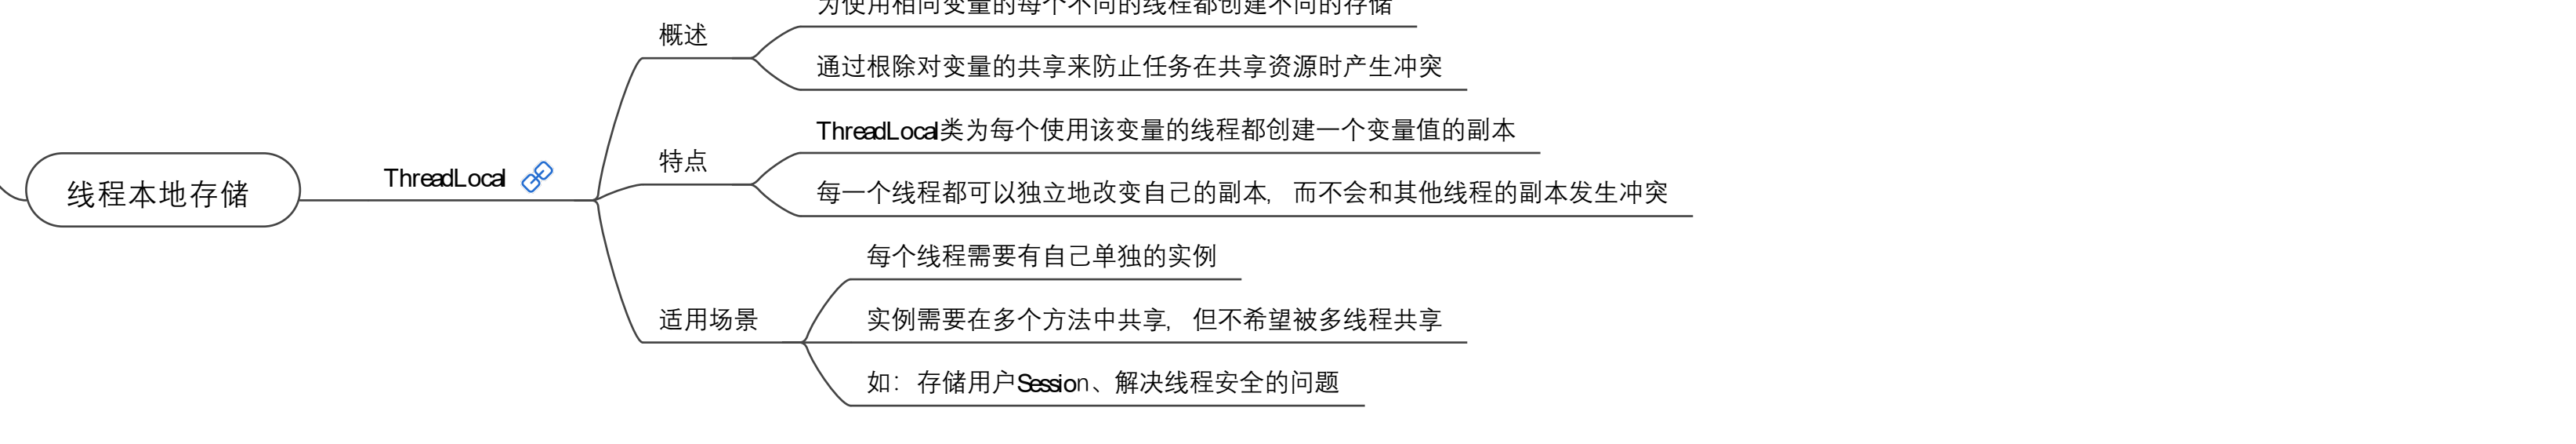 为使用相同变量的每个不同的线程都创建不同的存储
概述
通过根除对变量的共享来防止任务在共享资源时产生冲突
ThreadLocal类为每个使用该变量的线程都创建一个变量值的副本
特点
线程本地存储
ThreadLocal
每一个线程都可以独立地改变自己的副本，而不会和其他线程的副本发生冲突
每个线程需要有自己单独的实例
适用场景
实例需要在多个方法中共享，但不希望被多线程共享
如：存储用户Session、解决线程安全的问题